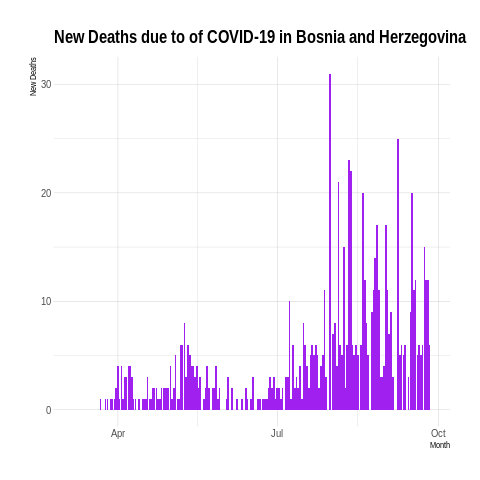 New Deaths due to of COVID-19 in Bosnia and Herzegovina
New Deaths
30
20
10
0
Apr
Jul
Oct
Month